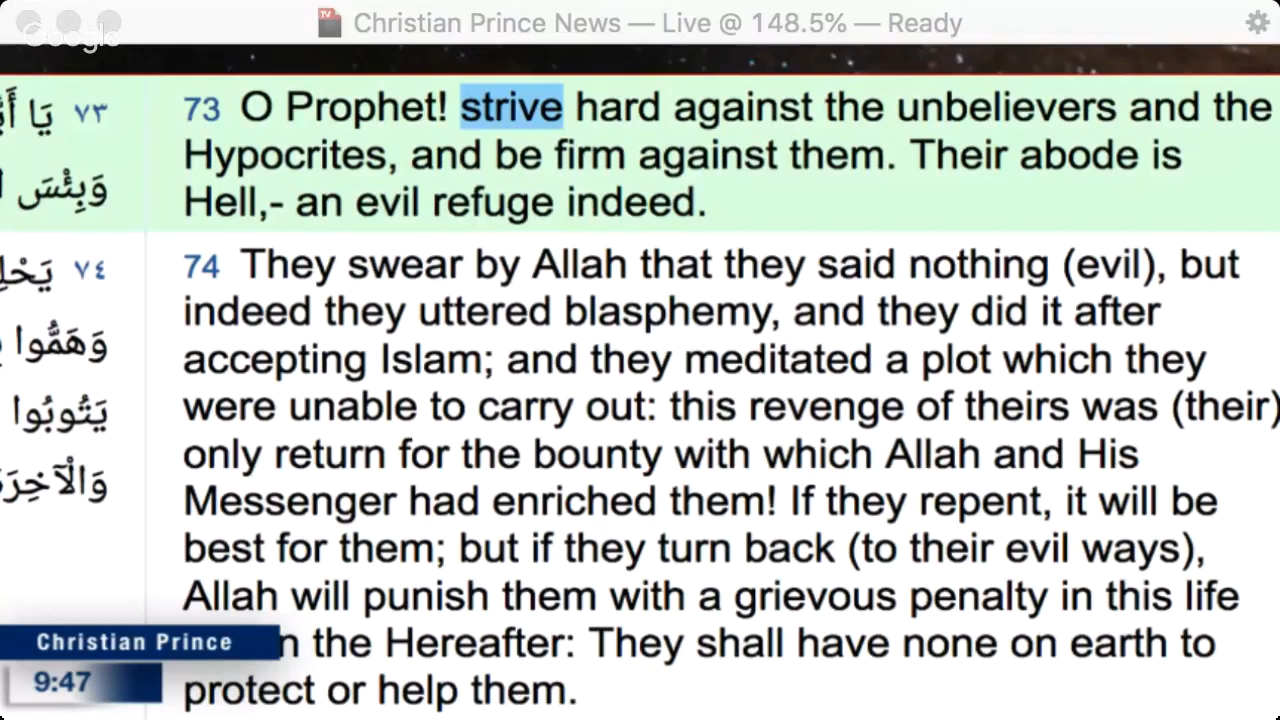 Google
Christian Prince News — Live @ 148.5% — Ready
٧٣ يَا
73 O Prophet! strive hard against the unbelievers and the
Hypocrites, and be firm against them. Their abode is
وَبِئْسَ
Hell,- an evil refuge indeed.
٧٤
74 They swear by Allah that they said nothing (evil), but
indeed they uttered blasphemy, and they did it after
وَهَمُّوا
accepting Islam; and they meditated a plot which they
يَتُوبُوا
were unable to carry out: this revenge of theirs was (their)
only return for the bounty with which Allah and His
Messenger had enriched them! If they repent, it will be
best for them; but if they turn back (to their evil ways),
Allah will punish them with a grievous penalty in this life
the Hereafter: They shall have none on earth to
protect or help them.
Christian Prince
9:47